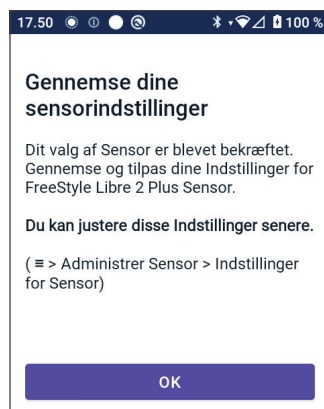 17.50 100 %
Gennemse dine
sensorindstillinger
Dit valg af Sensor er blevet bekræftet.
Gennemse og tilpas dine Indstillinger for
FreeStyle Libre 2 Plus Sensor.
Du kan justere disse Indstillinger senere.
( ≡ > Administrer Sensor > Indstillinger
for Sensor)
OK